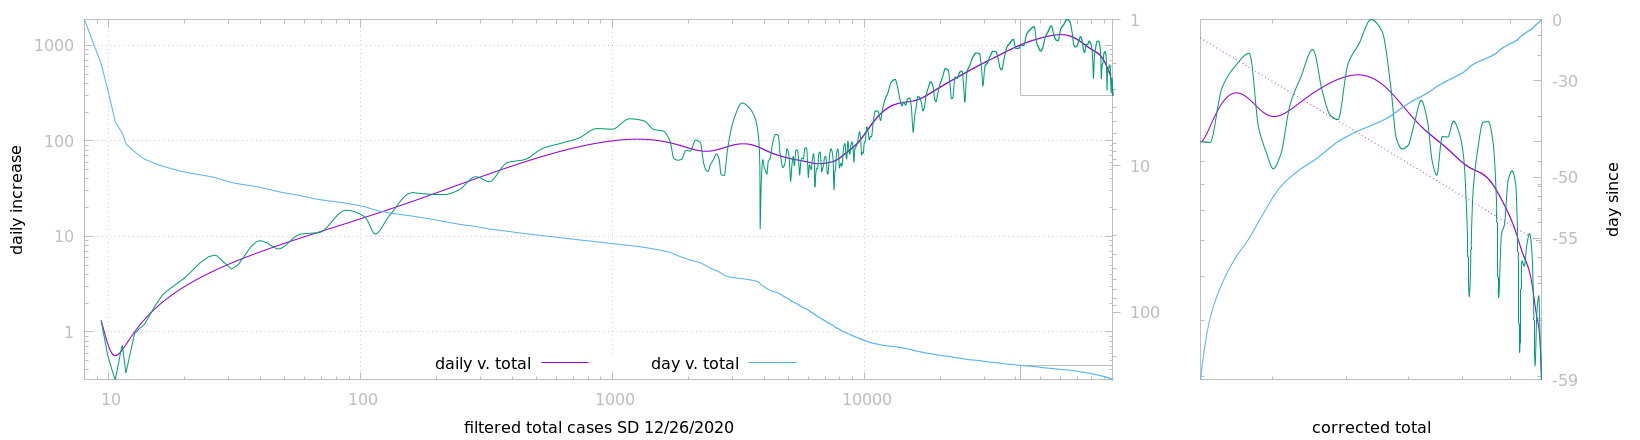 daily increase
1000
100
10
1
daily v. total
day v. total
10
100
1000
10000
filtered total cases SD 12/26/2020
1
10
100
0
-30
-50
-55
-59
day since
corrected total